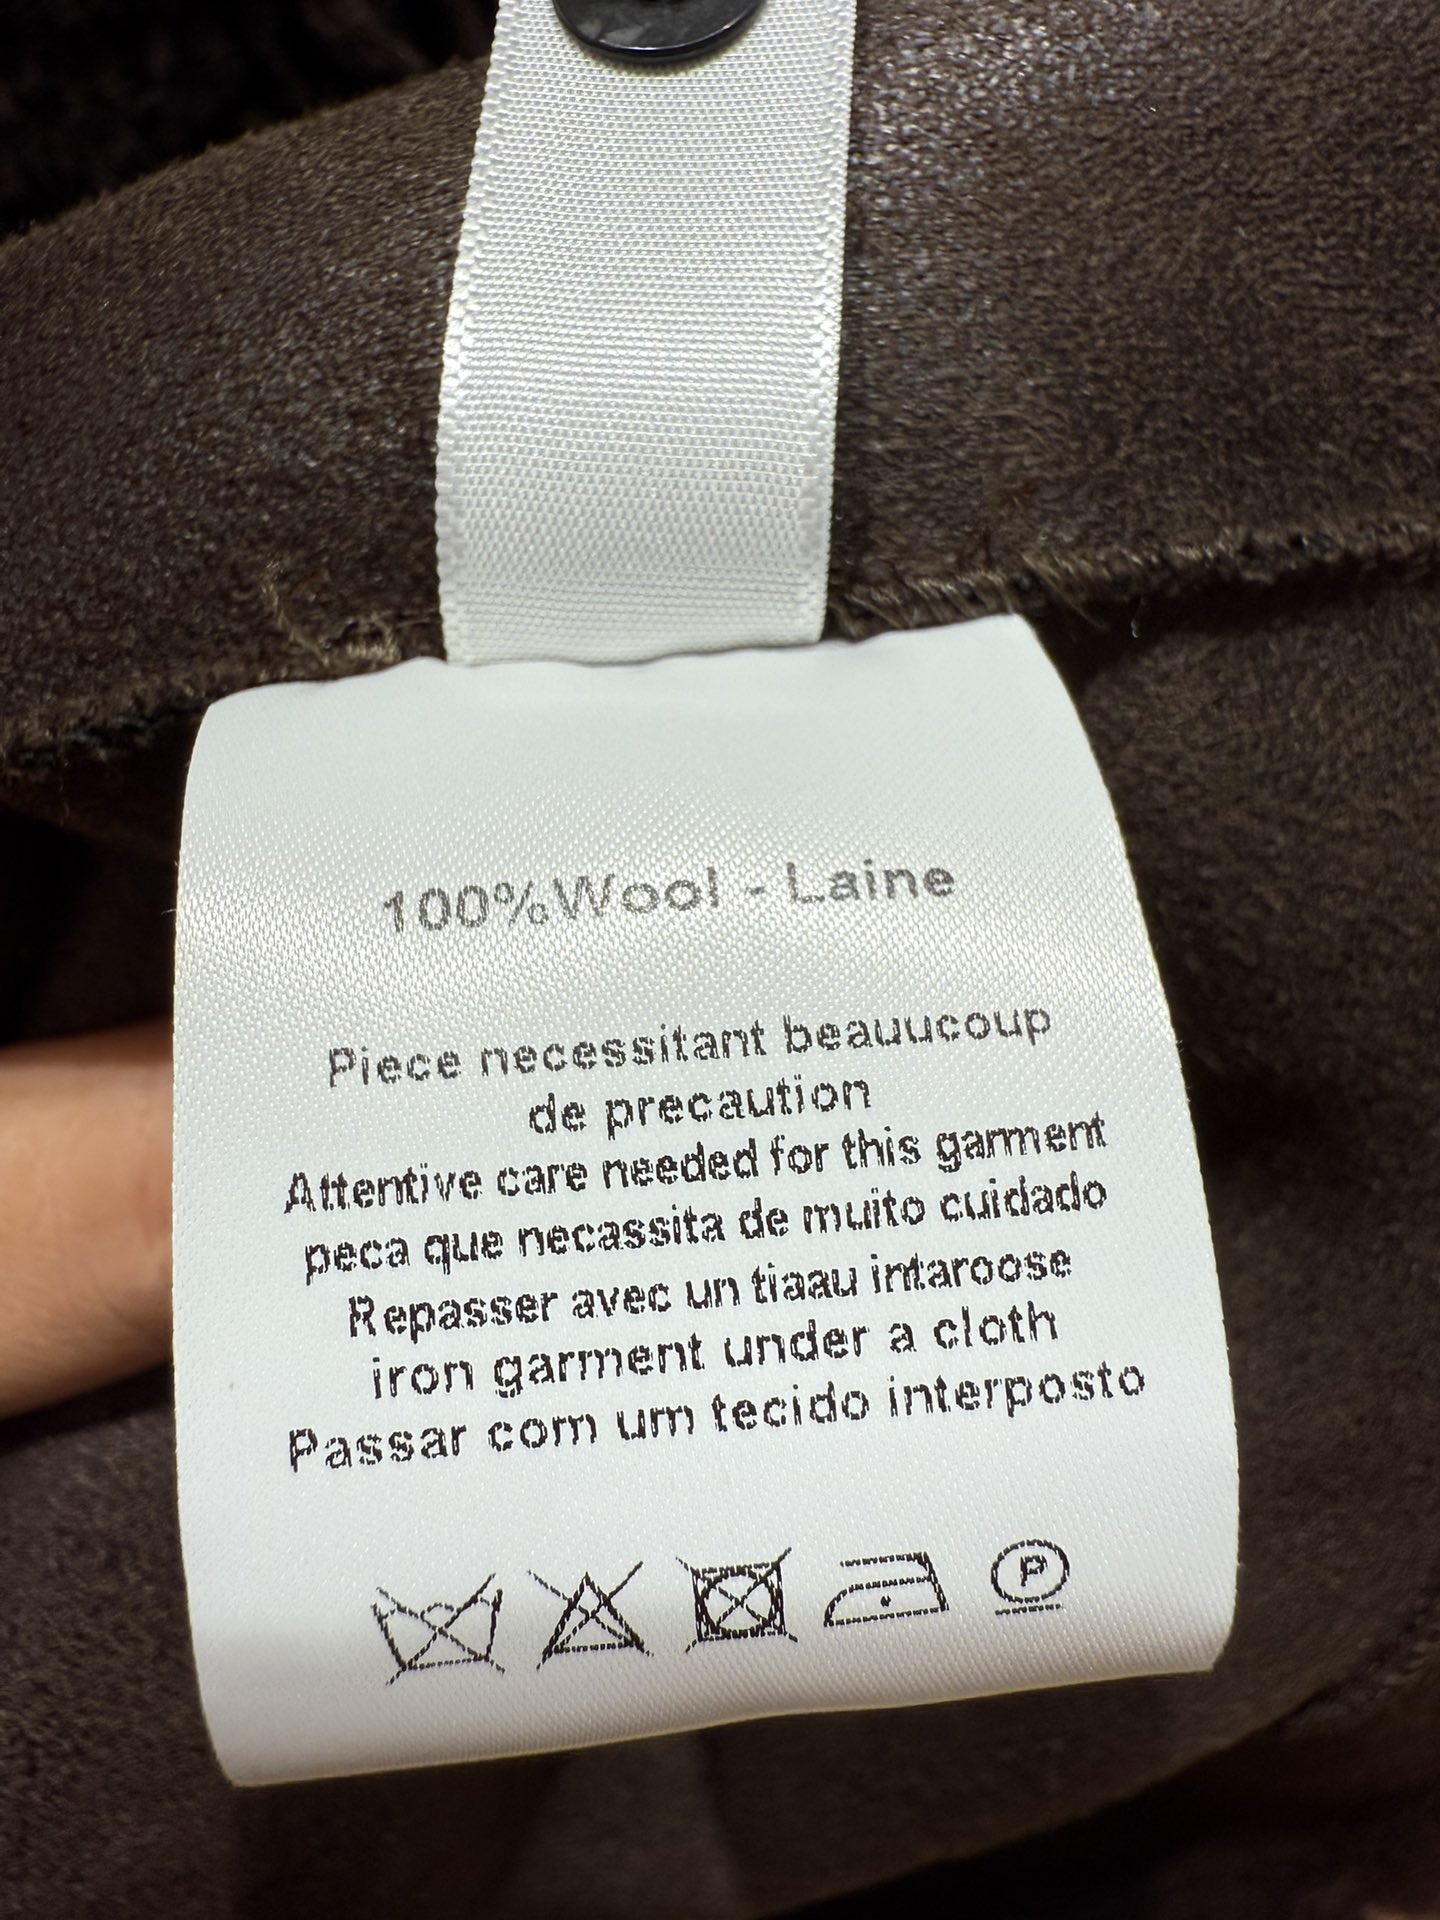 100%Wool - Laine
Piece necessitant beauucoup
de precaution
Attentive care needed for this garment
peca que necassita de muito cuidado
Repasser avec un tiaau intaroose
iron garment under a cloth
Passar com um tecido interposto
P